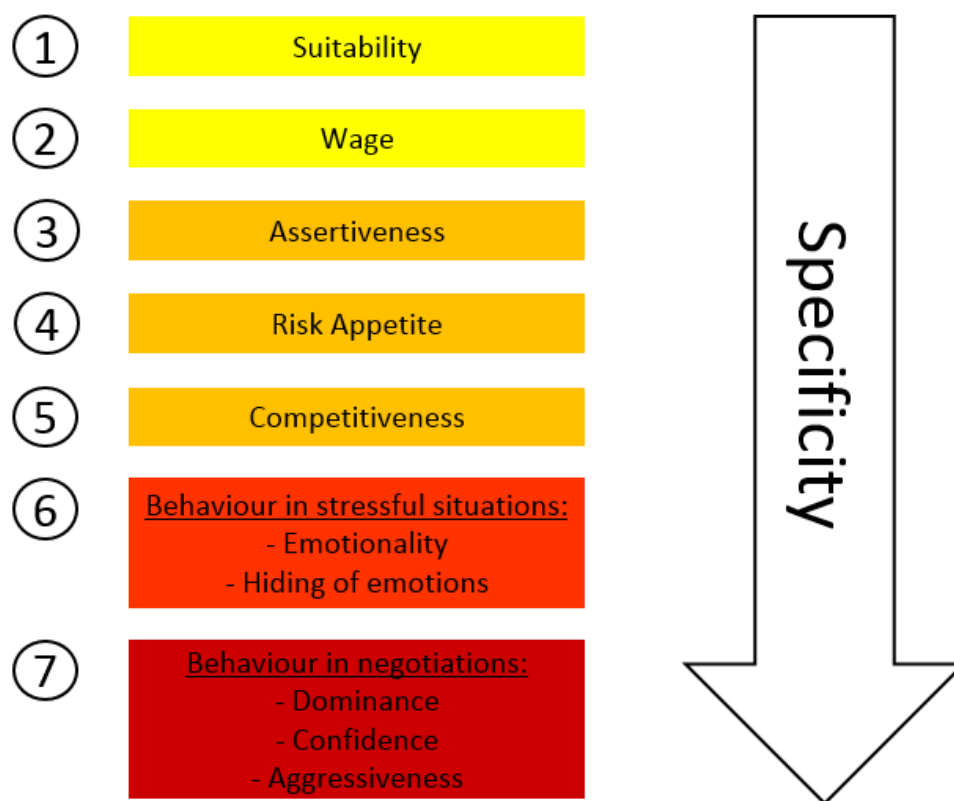 1
Suitability
2
Wage
3
Assertiveness
4
Risk Appetite
5
Competitiveness
6
Behaviour in stressful situations:
- Emotionality
- Hiding of emotions
7
Behaviour in negotiations:
- Dominance
- Confidence
- Aggressiveness
Specificity